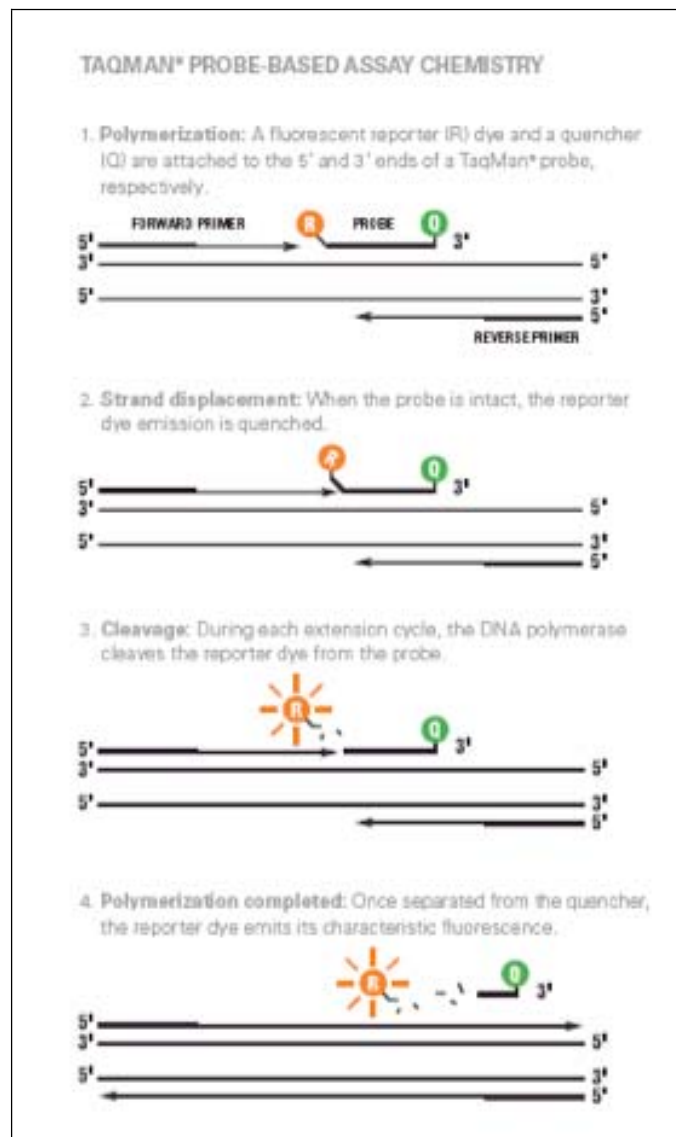 TAQMAN® PROBE-BASED ASSAY CHEMISTRY
1. Polymerization: A fluorescent reporter (R) dye and a quencher
(Q) are attached to the 5' and 3' ends of a TaqMan® probe,
respectively.
FORWARD PRIMER R PROBE Q
5' 3'
3' 5'
5' 3'
5'
REVERSE PRIMER
2. Strand displacement: When the probe is intact, the reporter
dye emission is quenched.
R Q
5' 3'
3' 5'
5' 3'
5'
3. Cleavage: During each extension cycle, the DNA polymerase
cleaves the reporter dye from the probe.
R Q
5' 3'
3' 5'
5' 3'
5'
4. Polymerization completed: Once separated from the quencher,
the reporter dye emits its characteristic fluorescence.
R Q 3'
5'
3' 5'
5' 3'
5'